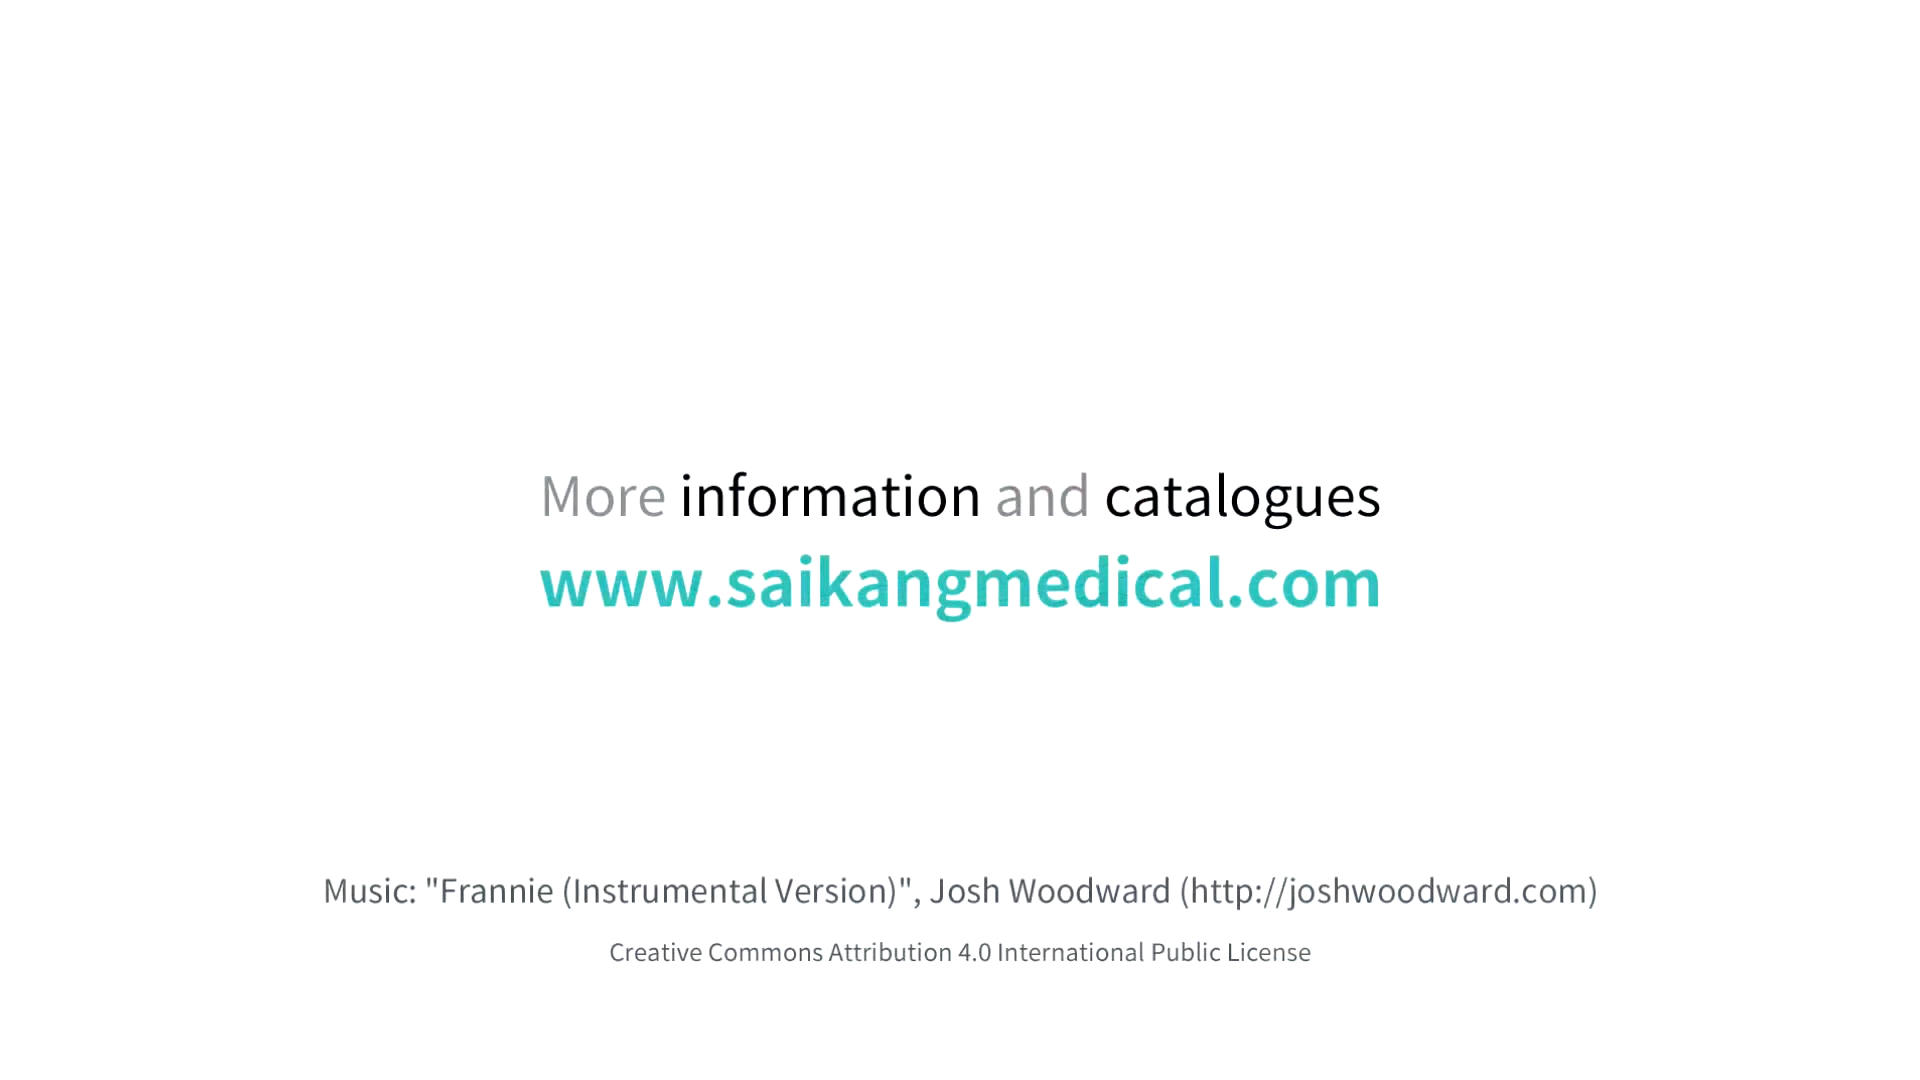 More information and catalogues
www.saikangmedical.com
Music: "Frannie (Instrumental Version)", Josh Woodward (http://joshwoodward.com)
Creative Commons Attribution 4.0 International Public License